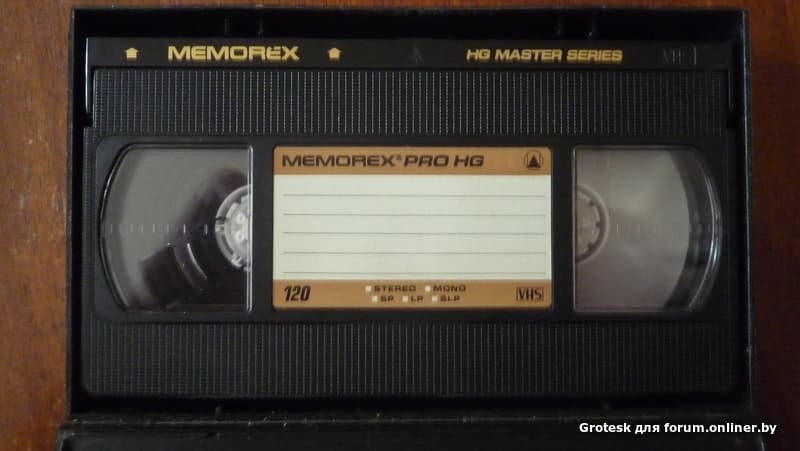 MEMOREX HG MASTER SERIES VHS
MEMOREX® PRO HG
120 STEREO MONO VHS
SP LP SLP
Grotesk для forum.onliner.by